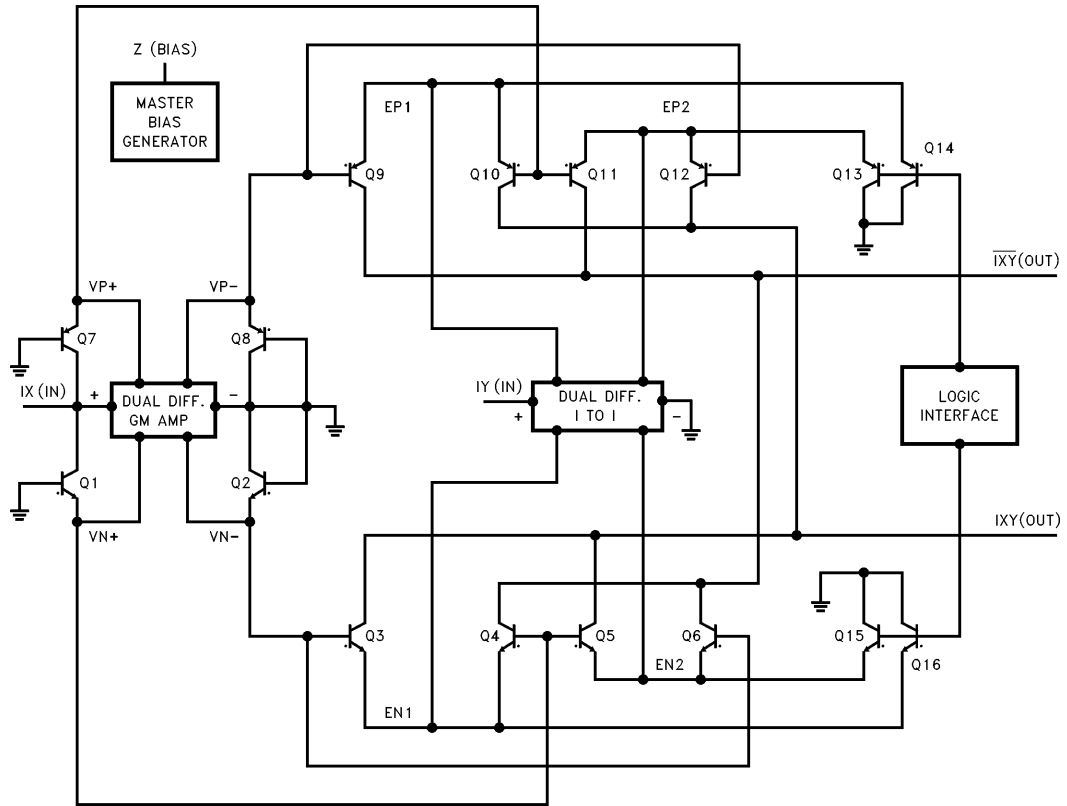 Z (BIAS)
MASTER
BIAS
GENERATOR
EP1
EP2
Q14
Q9
Q10
Q11
Q12
Q13
IXY(OUT)
VP+
VP-
Q7
Q8
IX (IN)
+
DUAL DIFF.
GM AMP
-
IY (IN)
+
DUAL DIFF.
I TO I
-
LOGIC
INTERFACE
Q1
Q2
VN+
VN-
IXY(OUT)
Q3
Q4
Q5
Q6
Q15
EN2
Q16
EN1